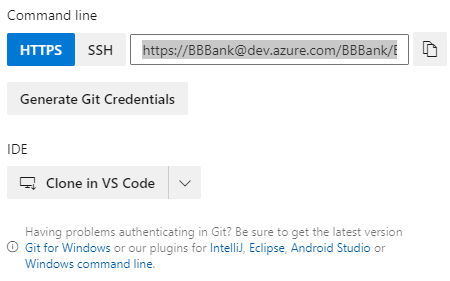 Command line
HTTPS SSH https://BBBank@dev.azure.com/BBBank/
Generate Git Credentials
IDE
Clone in VS Code
Having problems authenticating in Git? Be sure to get the latest version
Git for Windows or our plugins for IntelliJ, Eclipse, Android Studio or
Windows command line.